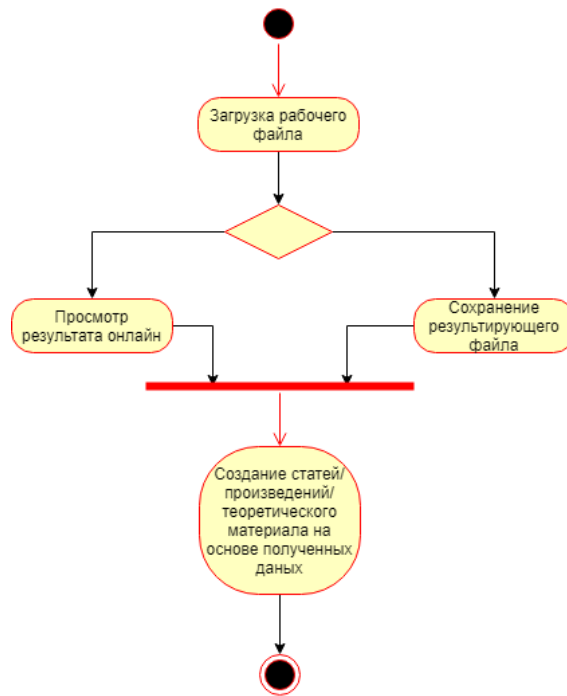 Загрузка рабочего
файла
Просмотр
результата онлайн
Сохранение
результирующего
файла
Создание статей/
произведений/
теоретического
материала на
основе полученных
даных